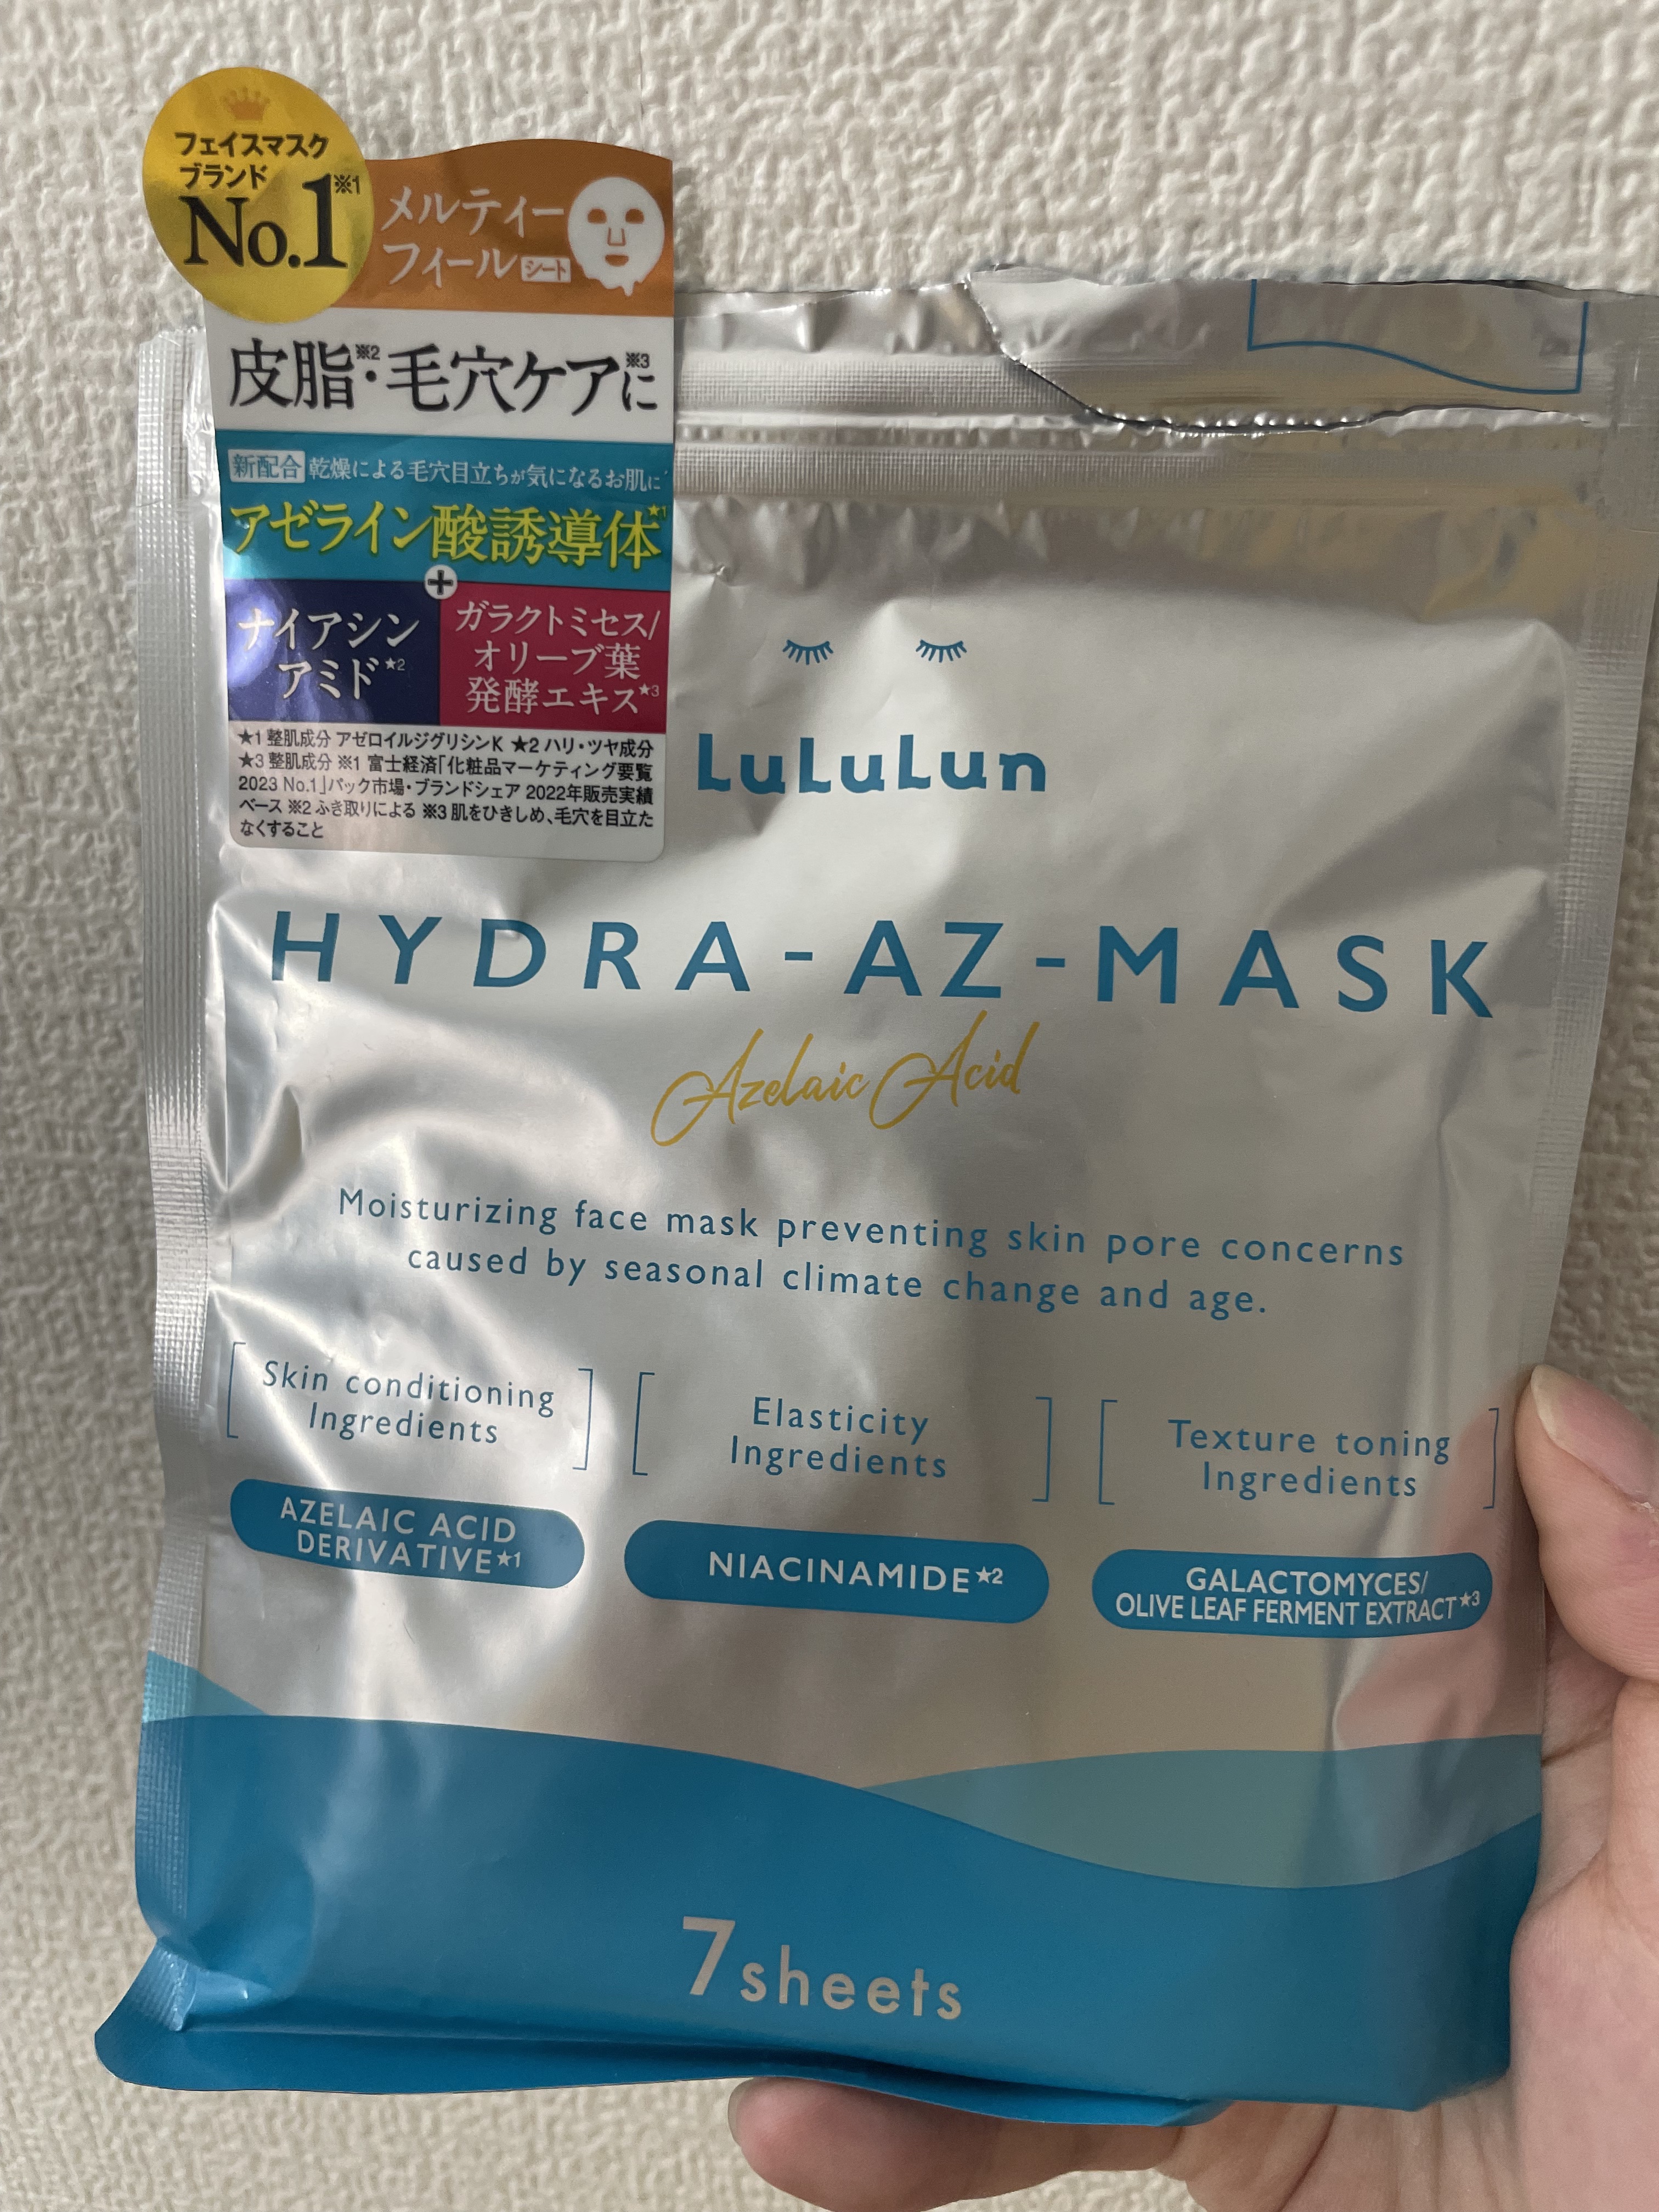 フェイスマスク
ブランド
No.1※1
メルティー
フィールシート
皮脂※2・毛穴ケア※3に
新配合 乾燥による毛穴目立ちが気になるお肌に
アゼライン酸誘導体★1
+
ナイアシン
アミド★2
ガラクトミセス/
オリーブ葉
発酵エキス★3
★1 整肌成分 アゼロイルジグリシンK ★2 ハリ・ツヤ成分
★3 整肌成分 ※1 富士経済「化粧品マーケティング要覧
2023 No.1」パック市場・ブランドシェア 2022年販売実績
ベース ※2 ふき取りによる ※3 肌をひきしめ、毛穴を目立た
なくすること
LuLuLun
HYDRA-AZ-MASK
Azelaic Acid
Moisturizing face mask preventing skin pore concerns
caused by seasonal climate change and age.
Skin conditioning
Ingredients
AZELAIC ACID
DERIVATIVE★1
Elasticity
Ingredients
NIACINAMIDE★2
Texture toning
Ingredients
GALACTOMYCES/
OLIVE LEAF FERMENT EXTRACT★3
7sheets